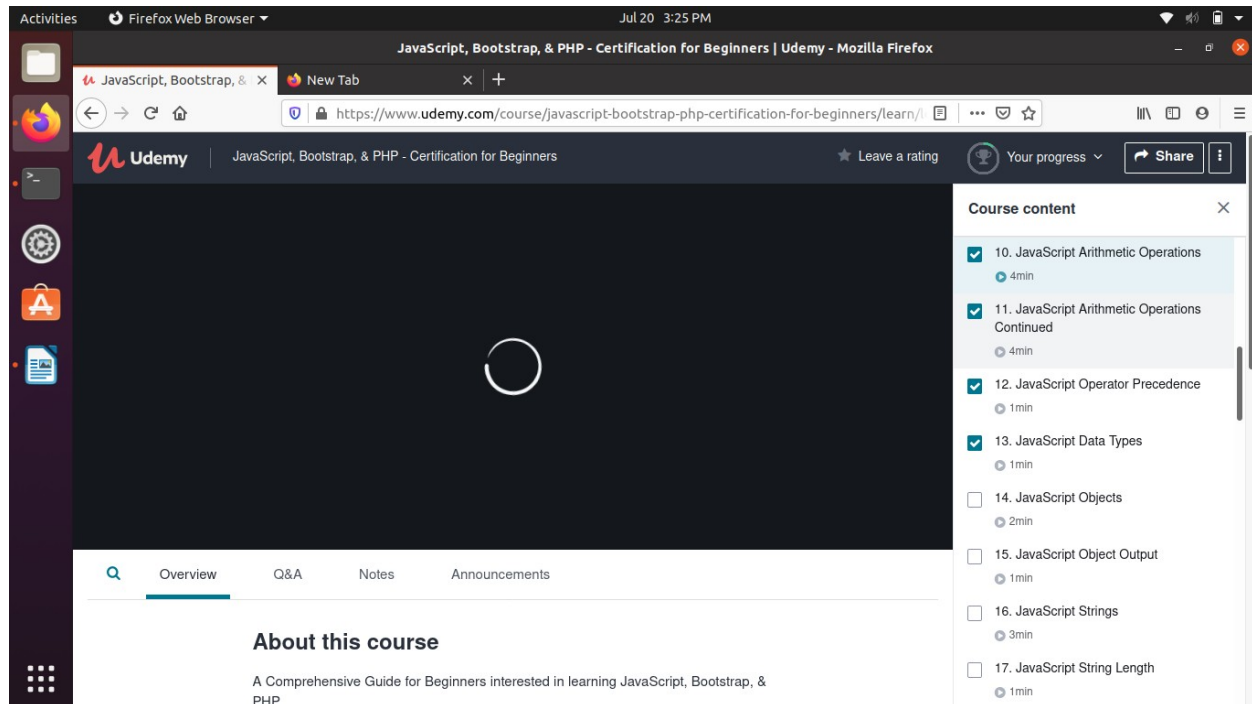 Activities
Firefox Web Browser
Jul 20 3:25 PM
JavaScript, Bootstrap, & PHP - Certification for Beginners | Udemy - Mozilla Firefox
JavaScript, Bootstrap, &
New Tab
https://www.udemy.com/course/javascript-bootstrap-php-certification-for-beginners/learn/
Udemy
JavaScript, Bootstrap, & PHP - Certification for Beginners
Leave a rating
Your progress
Share
Course content
10. JavaScript Arithmetic Operations
4min
11. JavaScript Arithmetic Operations
Continued
4min
12. JavaScript Operator Precedence
1min
13. JavaScript Data Types
1min
14. JavaScript Objects
2min
15. JavaScript Object Output
1min
16. JavaScript Strings
3min
17. JavaScript String Length
1min
Overview
Q&A
Notes
Announcements
About this course
A Comprehensive Guide for Beginners interested in learning JavaScript, Bootstrap, &
PHP